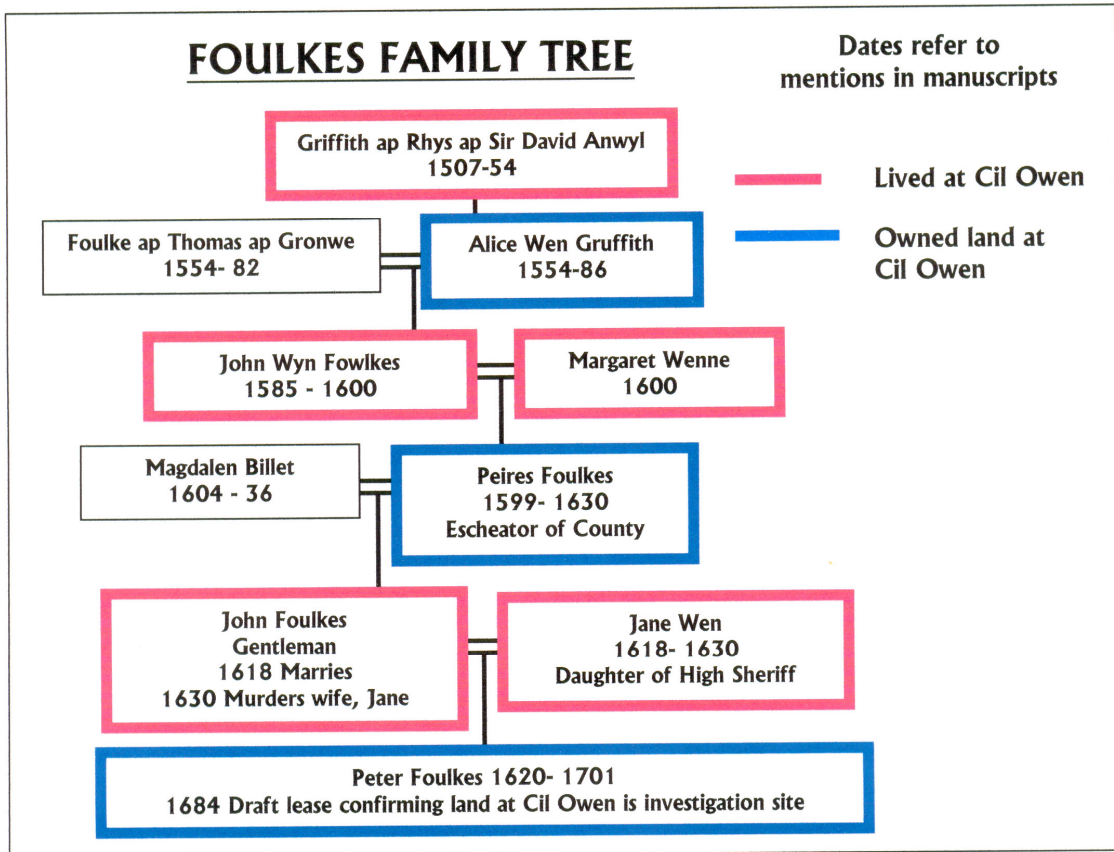 FOULKES FAMILY TREE
Dates refer to
mentions in manuscripts
Griffith ap Rhys ap Sir David Anwyl
1507-54
Lived at Cil Owen
Owned land at
Cil Owen
Foulke ap Thomas ap Gronwe
1554- 82
Alice Wen Gruffith
1554-86
John Wyn Fowlkes
1585 - 1600
Margaret Wenne
1600
Magdalen Billet
1604 - 36
Peires Foulkes
1599- 1630
Escheator of County
John Foulkes
Gentleman
1618 Marries
1630 Murders wife, Jane
Jane Wen
1618- 1630
Daughter of High Sheriff
Peter Foulkes 1620- 1701
1684 Draft lease confirming land at Cil Owen is investigation site